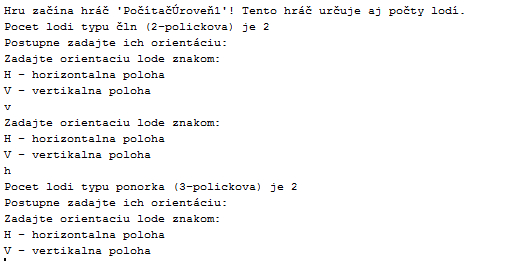 Hru začína hráč 'PočítačÚroveň1'! Tento hráč určuje aj počty lodí.
Pocet lodi typu čln (2-polickova) je 2
Postupne zadajte ich orientáciu:
Zadajte orientaciu lode znakom:
H - horizontalna poloha
V - vertikalna poloha
v
Zadajte orientaciu lode znakom:
H - horizontalna poloha
V - vertikalna poloha
h
Pocet lodi typu ponorka (3-polickova) je 2
Postupne zadajte ich orientáciu:
Zadajte orientaciu lode znakom:
H - horizontalna poloha
V - vertikalna poloha